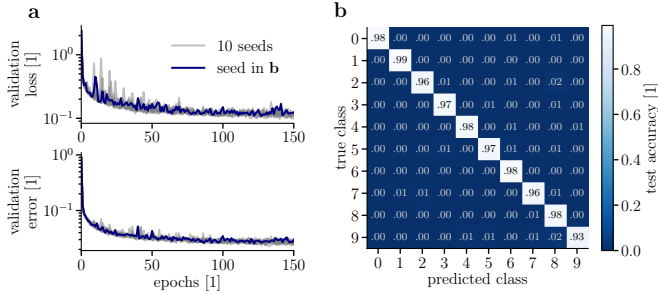 a
validation
loss [1]
10^0
10^-1
10 seeds
seed in b
0 50 100 150
validation
error [1]
10^0
10^-1
0 50 100 150
epochs [1]
b
true class
0 .98 .00 .00 .00 .00 .00 .01 .00 .01 .00
1 .00 .99 .00 .00 .00 .00 .00 .00 .00 .00
2 .00 .00 .96 .01 .00 .00 .00 .01 .02 .00
3 .00 .00 .00 .97 .00 .01 .00 .01 .00 .00
4 .00 .00 .00 .00 .98 .00 .01 .00 .00 .01
5 .00 .00 .00 .01 .00 .97 .01 .00 .01 .00
6 .00 .00 .00 .00 .00 .00 .98 .00 .00 .00
7 .00 .01 .01 .00 .00 .00 .00 .96 .01 .00
8 .00 .00 .00 .00 .00 .00 .00 .01 .98 .00
9 .00 .00 .00 .00 .01 .01 .00 .01 .02 .93
0 1 2 3 4 5 6 7 8 9
predicted class
0.8
0.6
0.4
0.2
0.0
test accuracy [1]